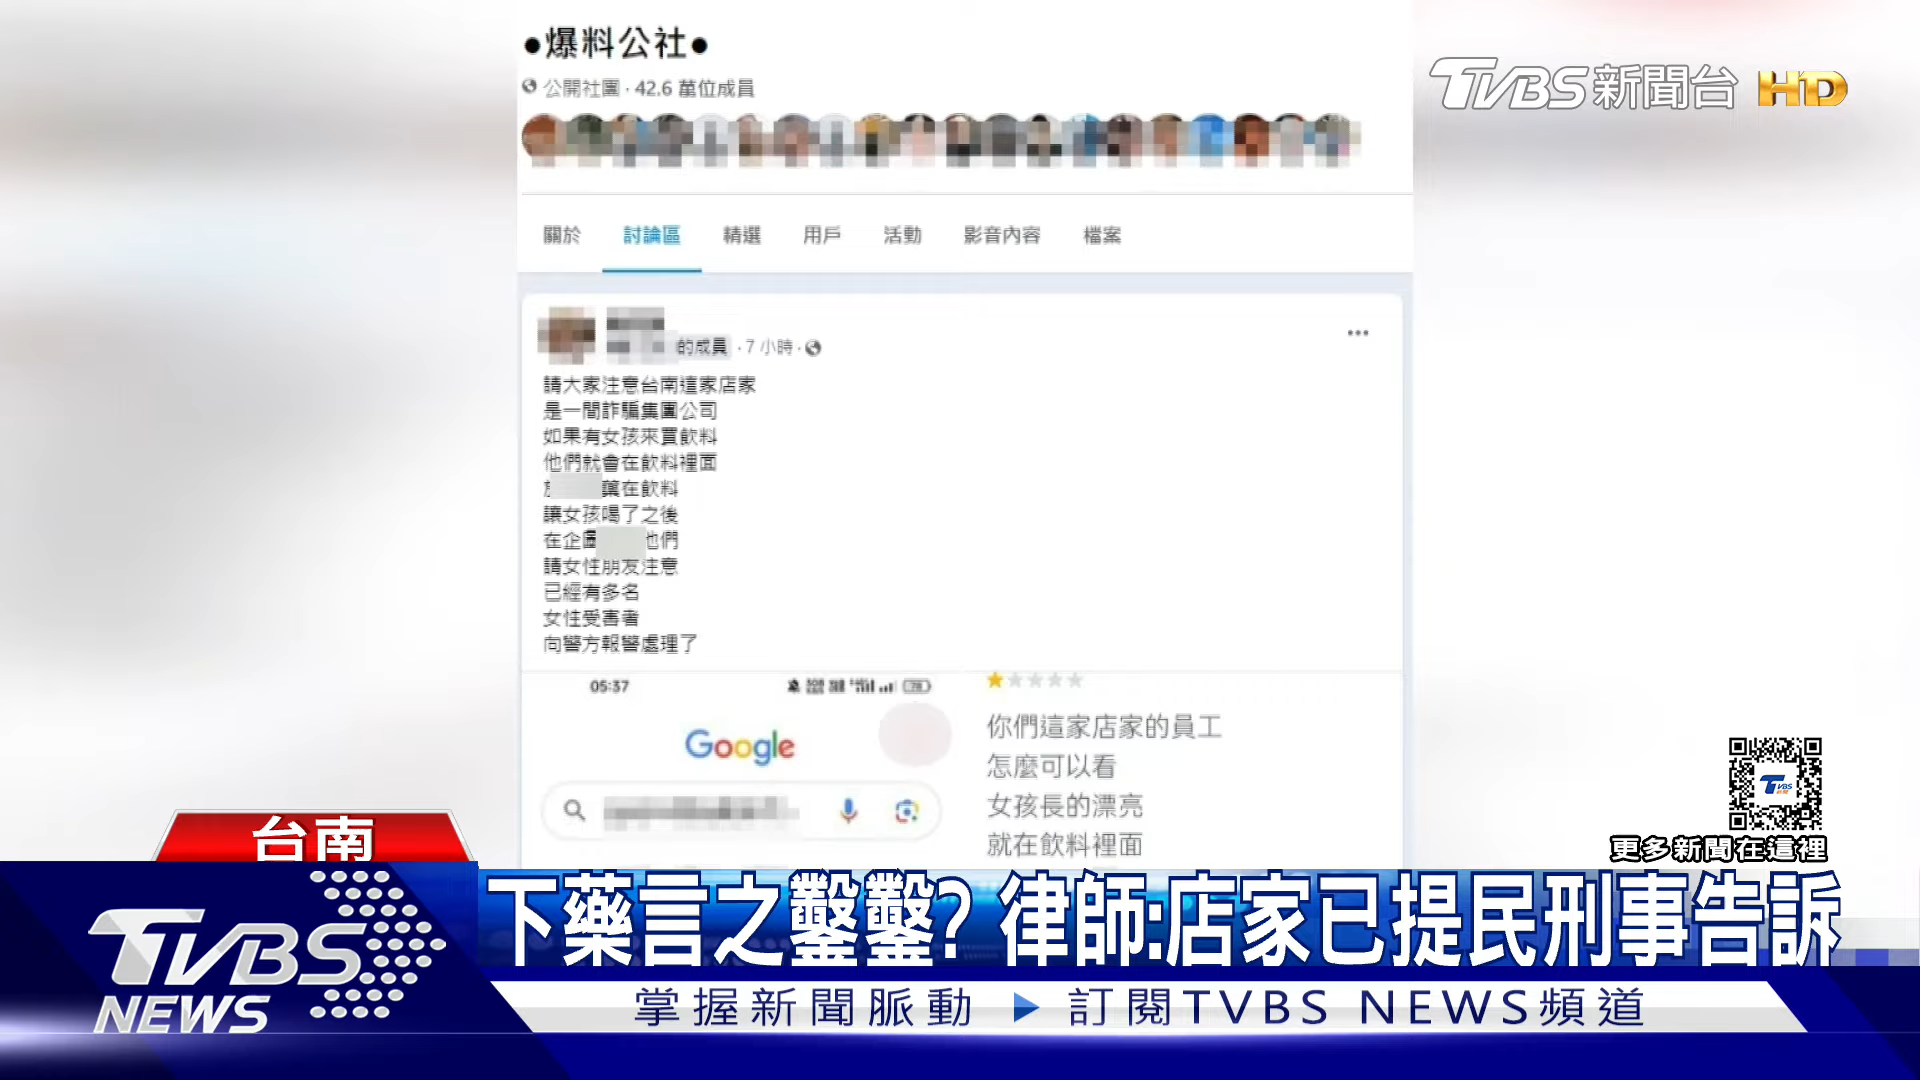 ●爆料公社●
公開社團 · 42.6 萬位成員
TVBS新聞台 HD
關於 討論區 精選 用戶 活動 影音內容 檔案
的成員 · 7 小時 ·
請大家注意台南這家店家
是一間詐騙集團公司
如果有女孩來買飲料
他們就會在飲料裡面
藥在飲料
讓女孩喝了之後
在企圖 他們
請女性朋友注意
已經有多名
女性受害者
向警方報警處理了
05:37
Google
你們這家店家的員工
怎麼可以看
女孩長的漂亮
就在飲料裡面
TVBS
更多新聞在這裡
台南
下藥言之鑿鑿? 律師:店家已提民刑事告訴
TVBS
NEWS
掌握新聞脈動 ▶ 訂閱TVBS NEWS頻道